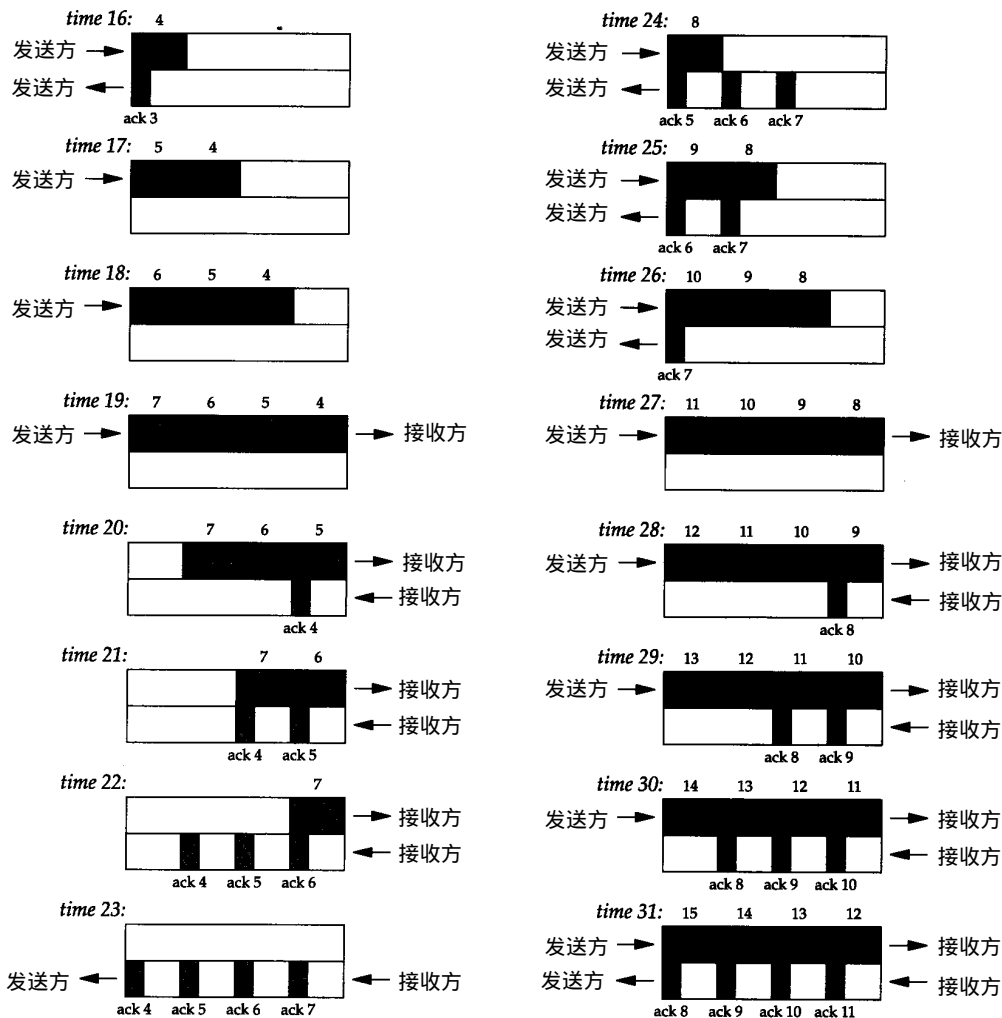 time 16: 4
发送方
发送方
ack 3
time 17: 5 4
发送方
time 18: 6 5 4
发送方
time 19: 7 6 5 4
发送方 接收方
time 20: 7 6 5
接收方
接收方
ack 4
time 21: 7 6
接收方
接收方
ack 4 ack 5
time 22: 7
接收方
接收方
ack 4 ack 5 ack 6
time 23:
发送方 接收方
ack 4 ack 5 ack 6 ack 7
time 24: 8
发送方
发送方
ack 5 ack 6 ack 7
time 25: 9 8
发送方
发送方
ack 6 ack 7
time 26: 10 9 8
发送方
发送方
ack 7
time 27: 11 10 9 8
发送方 接收方
time 28: 12 11 10 9
发送方 接收方
接收方
ack 8
time 29: 13 12 11 10
发送方 接收方
接收方
ack 8 ack 9
time 30: 14 13 12 11
发送方 接收方
接收方
ack 8 ack 9 ack 10
time 31: 15 14 13 12
发送方 接收方
发送方 接收方
ack 8 ack 9 ack 10 ack 11